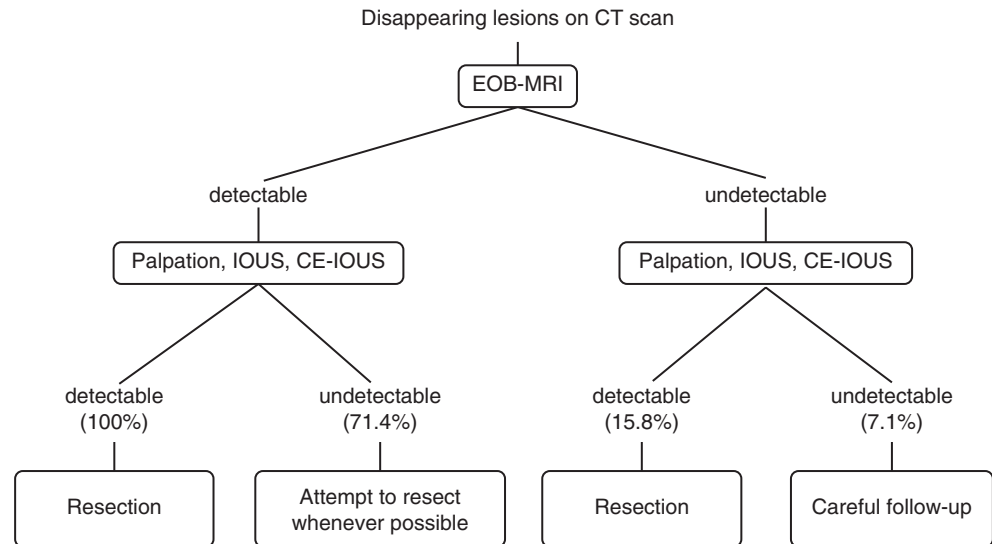 Disappearing lesions on CT scan
EOB-MRI
detectable
undetectable
Palpation, IOUS, CE-IOUS
Palpation, IOUS, CE-IOUS
detectable
(100%)
undetectable
(71.4%)
detectable
(15.8%)
undetectable
(7.1%)
Resection
Attempt to resect
whenever possible
Resection
Careful follow-up